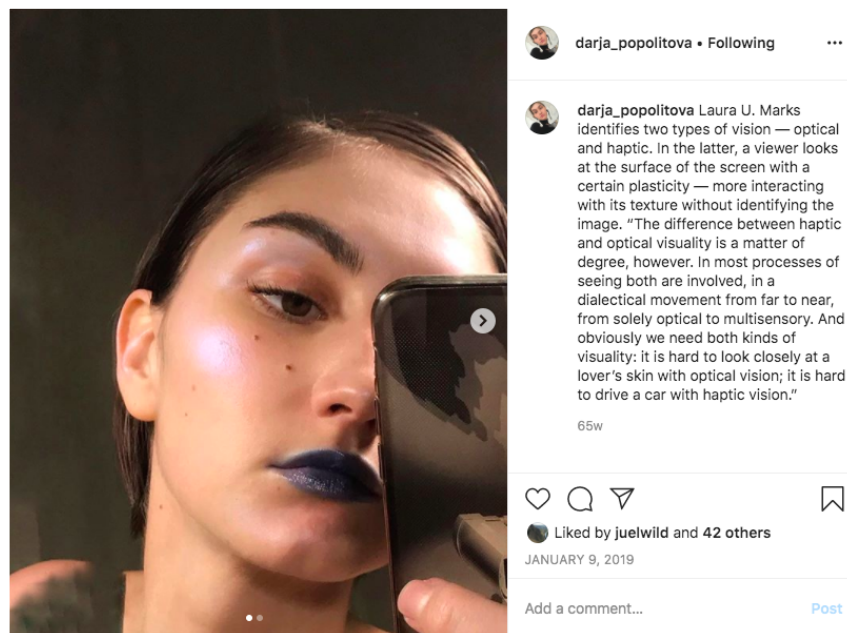 darja_popolitova • Following
darja_popolitova Laura U. Marks
identifies two types of vision — optical
and haptic. In the latter, a viewer looks
at the surface of the screen with a
certain plasticity — more interacting
with its texture without identifying the
image. “The difference between haptic
and optical visuality is a matter of
degree, however. In most processes of
seeing both are involved, in a
dialectical movement from far to near,
from solely optical to multisensory. And
obviously we need both kinds of
visuality: it is hard to look closely at a
lover’s skin with optical vision; it is hard
to drive a car with haptic vision.”
65w
Liked by juelwild and 42 others
JANUARY 9, 2019
Add a comment...
Post